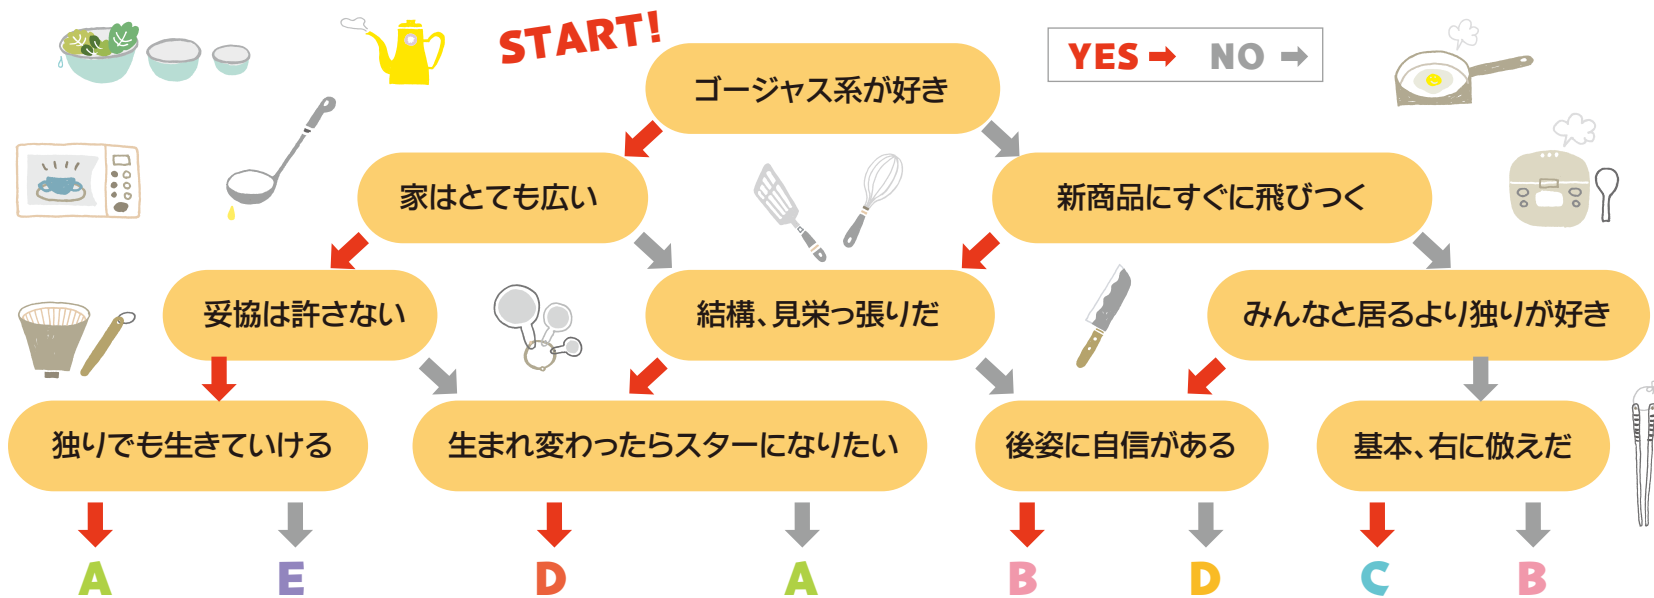 START!
YES NO
ゴージャス系が好き
家はとても広い
新商品にすぐに飛びつく
妥協は許さない
結構、見栄っ張りだ
みんなと居るより独りが好き
独りでも生きていける
生まれ変わったらスターになりたい
後姿に自信がある
基本、右に倣えだ
A E D A B D C B